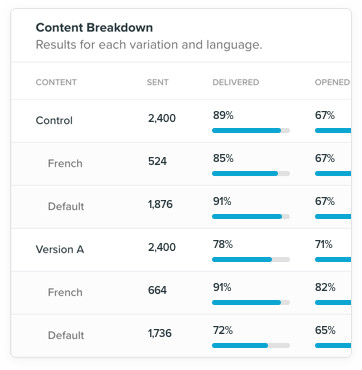 Content Breakdown
Results for each variation and language.
CONTENT SENT DELIVERED OPENED
Control 2,400 89% 67%
French 524 85% 67%
Default 1,876 91% 67%
Version A 2,400 78% 71%
French 664 91% 82%
Default 1,736 72% 65%